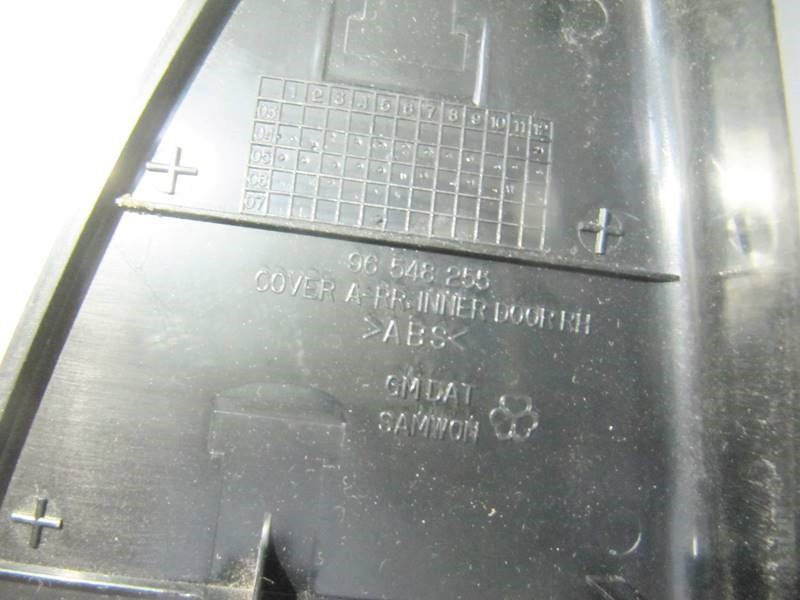 1 2 3 4 5 6 7 8 9 10 11 12
03
04
05
06
07
96 548 255
COVER A-RR.INNER DOOR RH
>ABS<
GM DAT
SAMWON